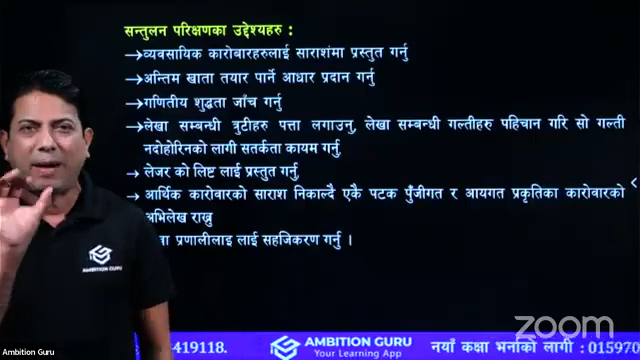 सन्तुलन परिक्षणका उद्देश्यहरु :
→व्यवसायिक कारोबारहरुलाई साराशंमा प्रस्तुत गर्नु
→अन्तिम खाता तयार पार्ने आधार प्रदान गर्नु
→गणितीय शुद्धता जाँच गर्नु
→लेखा सम्बन्धी त्रुटीहरु पत्ता लगाउनु, लेखा सम्बन्धी गल्तीहरु पहिचान गरि सो गल्ती
नदोहोरिनको लागी सतर्कता कायम गर्नु,
→ लेजर को लिष्ट लाई प्रस्तुत गर्नु,
→ आर्थिक कारोबारको साराश निकाल्दै एकै पटक पुँजीगत र आयगत प्रकृतिका कारोबारको
अभिलेख राख्नु
प्रणालीलाइ लाई सहजिकरण गर्नु ।
AMBITION GURU
zoom
Ambition Guru
419118.
AMBITION GURU
Your Learning App
नयाँ कक्षा भर्नाको लागी : 015970